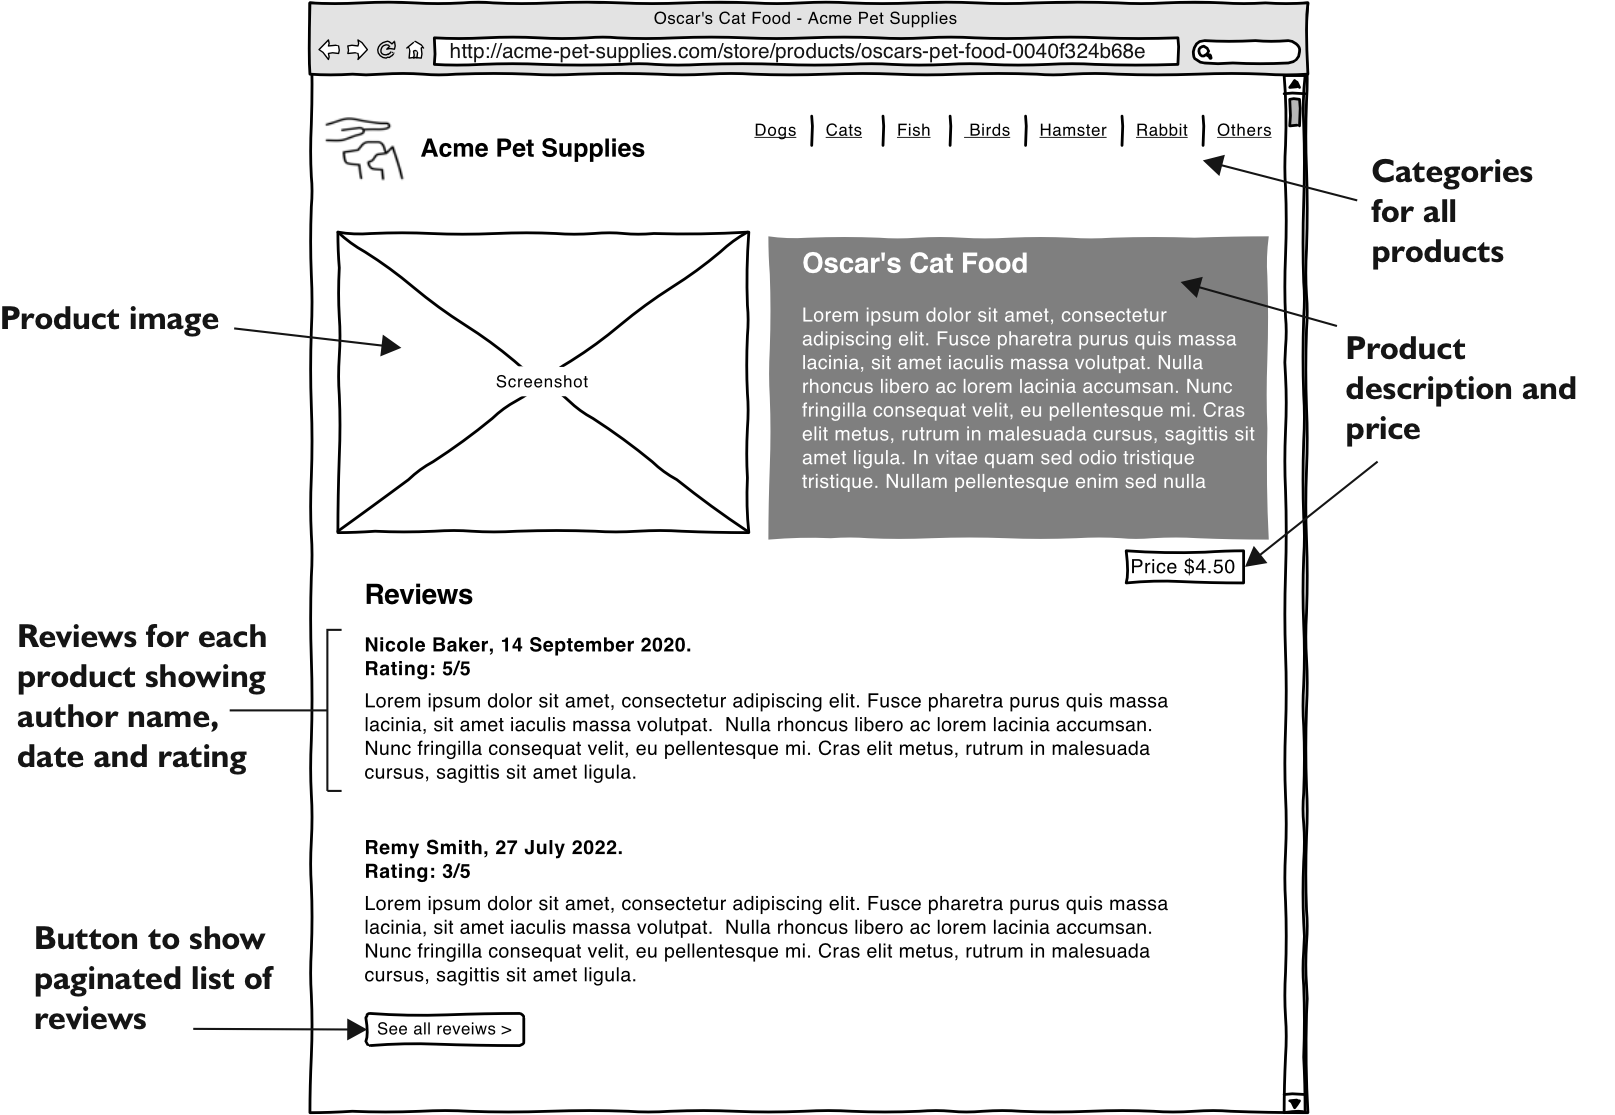 Oscar's Cat Food - Acme Pet Supplies
http://acme-pet-supplies.com/store/products/oscars-pet-food-0040f324b68e
Acme Pet Supplies
Dogs
Cats
Fish
Birds
Hamster
Rabbit
Others
Categories
for all
products
Product image
Screenshot
Oscar's Cat Food
Lorem ipsum dolor sit amet, consectetur
adipiscing elit. Fusce pharetra purus quis massa
lacinia, sit amet iaculis massa volutpat. Nulla
rhoncus libero ac lorem lacinia accumsan. Nunc
fringilla consequat velit, eu pellentesque mi. Cras
elit metus, rutrum in malesuada cursus, sagittis sit
amet ligula. In vitae quam sed odio tristique
tristique. Nullam pellentesque enim sed nulla
Product
description and
price
Price $4.50
Reviews
Reviews for each
product showing
author name,
date and rating
Nicole Baker, 14 September 2020.
Rating: 5/5
Lorem ipsum dolor sit amet, consectetur adipiscing elit. Fusce pharetra purus quis massa
lacinia, sit amet iaculis massa volutpat.  Nulla rhoncus libero ac lorem lacinia accumsan.
Nunc fringilla consequat velit, eu pellentesque mi. Cras elit metus, rutrum in malesuada
cursus, sagittis sit amet ligula.
Remy Smith, 27 July 2022.
Rating: 3/5
Lorem ipsum dolor sit amet, consectetur adipiscing elit. Fusce pharetra purus quis massa
lacinia, sit amet iaculis massa volutpat.  Nulla rhoncus libero ac lorem lacinia accumsan.
Nunc fringilla consequat velit, eu pellentesque mi. Cras elit metus, rutrum in malesuada
cursus, sagittis sit amet ligula.
Button to show
paginated list of
reviews
See all reveiws >